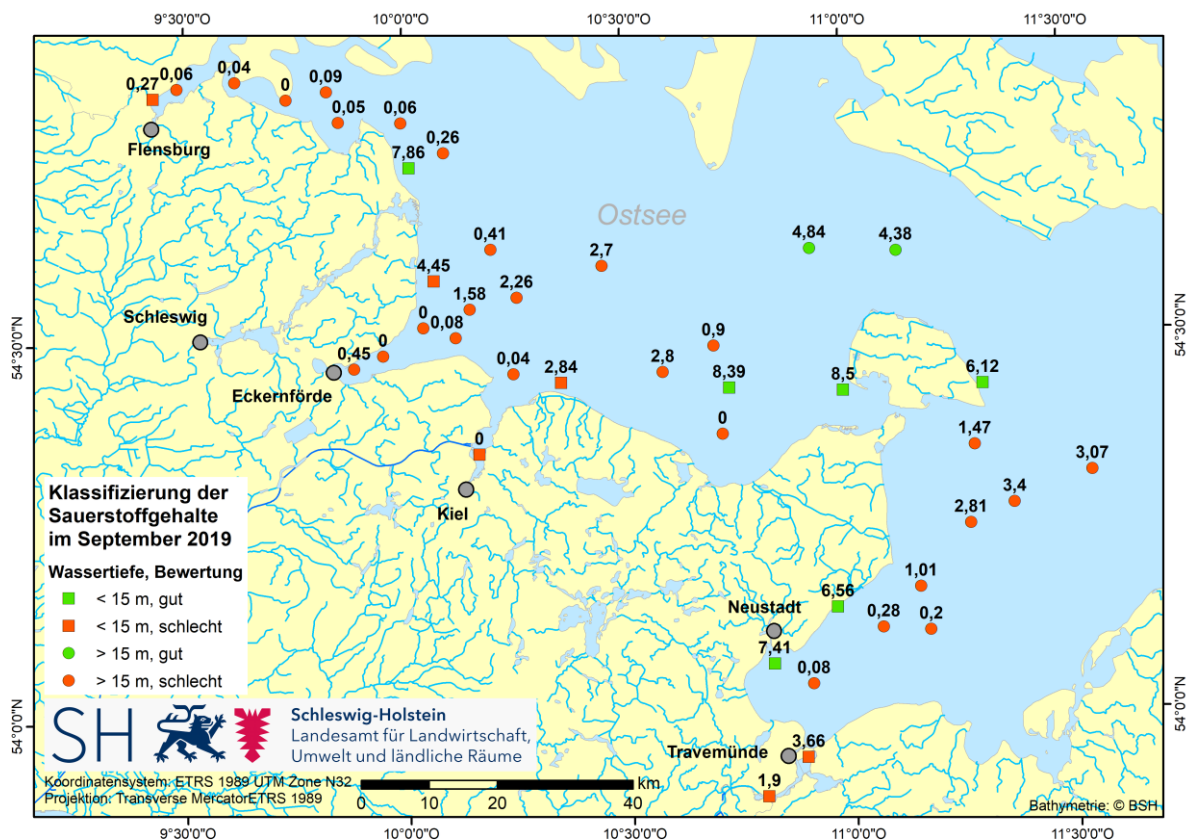 9°30'0"O 10°00'0"O 10°30'0"O 11°00'0"O 11°30'0"O
0,27 0,06 0,04 0 0,09
0,05 0,06
Flensburg
0,26
7,86
Ostsee
0,41
4,84 4,38
2,7
4,45
2,26
1,58
Schleswig
0
0,08
54°30'0"N
54°30'0"N
0,9
0
0,45
0,04
2,84
2,8
8,39
8,5
6,12
Eckernförde
0
1,47
0
3,07
Kiel
3,4
2,81
Klassifizierung der
Sauerstoffgehalte
im September 2019
Wassertiefe, Bewertung
< 15 m, gut
< 15 m, schlecht
> 15 m, gut
> 15 m, schlecht
1,01
Neustadt
6,56
0,28
0,2
7,41
0,08
54°0'0"N
54°0'0"N
SH
Schleswig-Holstein
Landesamt für Landwirtschaft,
Umwelt und ländliche Räume
Travemünde
3,66
1,9
Koordinatensystem: ETRS 1989 UTM Zone N32
Projektion: Transverse MercatorETRS 1989
km
0 10 20 40
Bathymetrie: © BSH
9°30'0"O 10°00'0"O 10°30'0"O 11°00'0"O 11°30'0"O